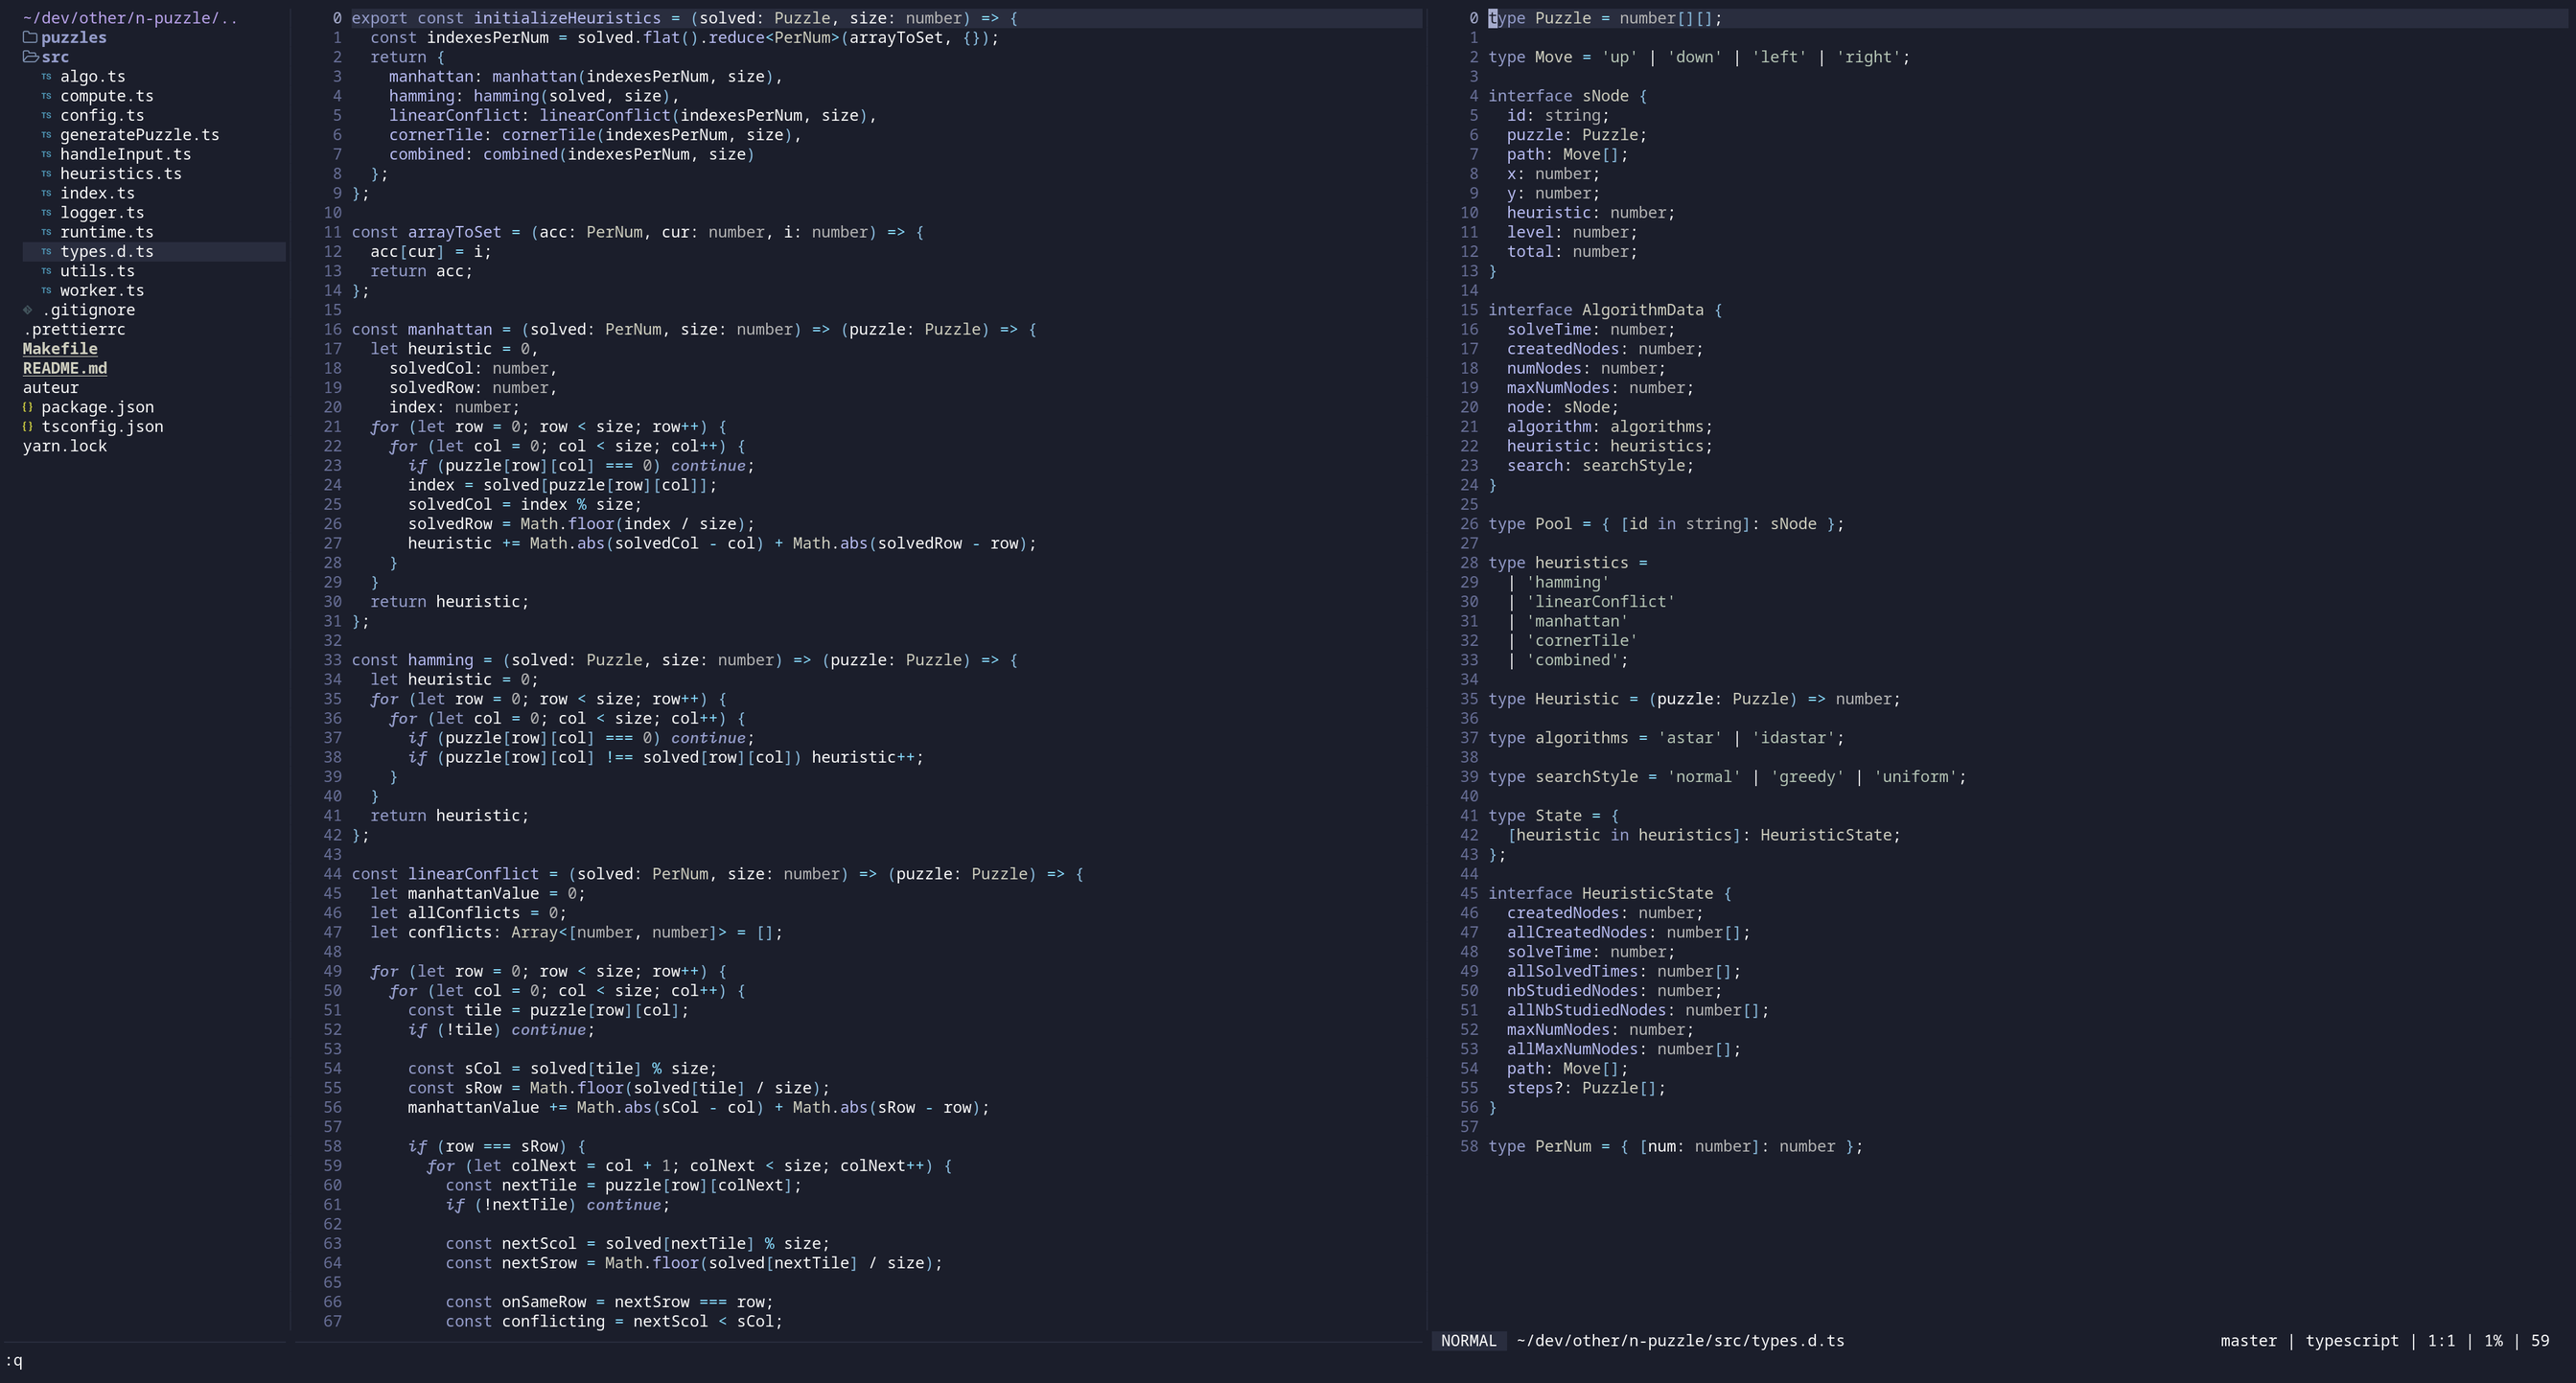 ~/dev/other/n-puzzle/..
puzzles
src
TS algo.ts
TS compute.ts
TS config.ts
TS generatePuzzle.ts
TS handleInput.ts
TS heuristics.ts
TS index.ts
TS logger.ts
TS runtime.ts
TS types.d.ts
TS utils.ts
TS worker.ts
.gitignore
.prettierrc
Makefile
README.md
auteur
{} package.json
{} tsconfig.json
yarn.lock
0 export const initializeHeuristics = (solved: Puzzle, size: number) => {
1   const indexesPerNum = solved.flat().reduce<PerNum>(arrayToSet, {});
2   return {
3     manhattan: manhattan(indexesPerNum, size),
4     hamming: hamming(solved, size),
5     linearConflict: linearConflict(indexesPerNum, size),
6     cornerTile: cornerTile(indexesPerNum, size),
7     combined: combined(indexesPerNum, size)
8   };
9 };
10
11 const arrayToSet = (acc: PerNum, cur: number, i: number) => {
12   acc[cur] = i;
13   return acc;
14 };
15
16 const manhattan = (solved: PerNum, size: number) => (puzzle: Puzzle) => {
17   let heuristic = 0,
18     solvedCol: number,
19     solvedRow: number,
20     index: number;
21   for (let row = 0; row < size; row++) {
22     for (let col = 0; col < size; col++) {
23       if (puzzle[row][col] === 0) continue;
24       index = solved[puzzle[row][col]];
25       solvedCol = index % size;
26       solvedRow = Math.floor(index / size);
27       heuristic += Math.abs(solvedCol - col) + Math.abs(solvedRow - row);
28     }
29   }
30   return heuristic;
31 };
32
33 const hamming = (solved: Puzzle, size: number) => (puzzle: Puzzle) => {
34   let heuristic = 0;
35   for (let row = 0; row < size; row++) {
36     for (let col = 0; col < size; col++) {
37       if (puzzle[row][col] === 0) continue;
38       if (puzzle[row][col] !== solved[row][col]) heuristic++;
39     }
40   }
41   return heuristic;
42 };
43
44 const linearConflict = (solved: PerNum, size: number) => (puzzle: Puzzle) => {
45   let manhattanValue = 0;
46   let allConflicts = 0;
47   let conflicts: Array<[number, number]> = [];
48
49   for (let row = 0; row < size; row++) {
50     for (let col = 0; col < size; col++) {
51       const tile = puzzle[row][col];
52       if (!tile) continue;
53
54       const sCol = solved[tile] % size;
55       const sRow = Math.floor(solved[tile] / size);
56       manhattanValue += Math.abs(sCol - col) + Math.abs(sRow - row);
57
58       if (row === sRow) {
59         for (let colNext = col + 1; colNext < size; colNext++) {
60           const nextTile = puzzle[row][colNext];
61           if (!nextTile) continue;
62
63           const nextScol = solved[nextTile] % size;
64           const nextSrow = Math.floor(solved[nextTile] / size);
65
66           const onSameRow = nextSrow === row;
67           const conflicting = nextScol < sCol;
0 type Puzzle = number[][];
1
2 type Move = 'up' | 'down' | 'left' | 'right';
3
4 interface sNode {
5   id: string;
6   puzzle: Puzzle;
7   path: Move[];
8   x: number;
9   y: number;
10   heuristic: number;
11   level: number;
12   total: number;
13 }
14
15 interface AlgorithmData {
16   solveTime: number;
17   createdNodes: number;
18   numNodes: number;
19   maxNumNodes: number;
20   node: sNode;
21   algorithm: algorithms;
22   heuristic: heuristics;
23   search: searchStyle;
24 }
25
26 type Pool = { [id in string]: sNode };
27
28 type heuristics =
29   | 'hamming'
30   | 'linearConflict'
31   | 'manhattan'
32   | 'cornerTile'
33   | 'combined';
34
35 type Heuristic = (puzzle: Puzzle) => number;
36
37 type algorithms = 'astar' | 'idastar';
38
39 type searchStyle = 'normal' | 'greedy' | 'uniform';
40
41 type State = {
42   [heuristic in heuristics]: HeuristicState;
43 };
44
45 interface HeuristicState {
46   createdNodes: number;
47   allCreatedNodes: number[];
48   solveTime: number;
49   allSolvedTimes: number[];
50   nbStudiedNodes: number;
51   allNbStudiedNodes: number[];
52   maxNumNodes: number;
53   allMaxNumNodes: number[];
54   path: Move[];
55   steps?: Puzzle[];
56 }
57
58 type PerNum = { [num: number]: number };
NORMAL ~/dev/other/n-puzzle/src/types.d.ts master | typescript | 1:1 | 1% | 59
:q